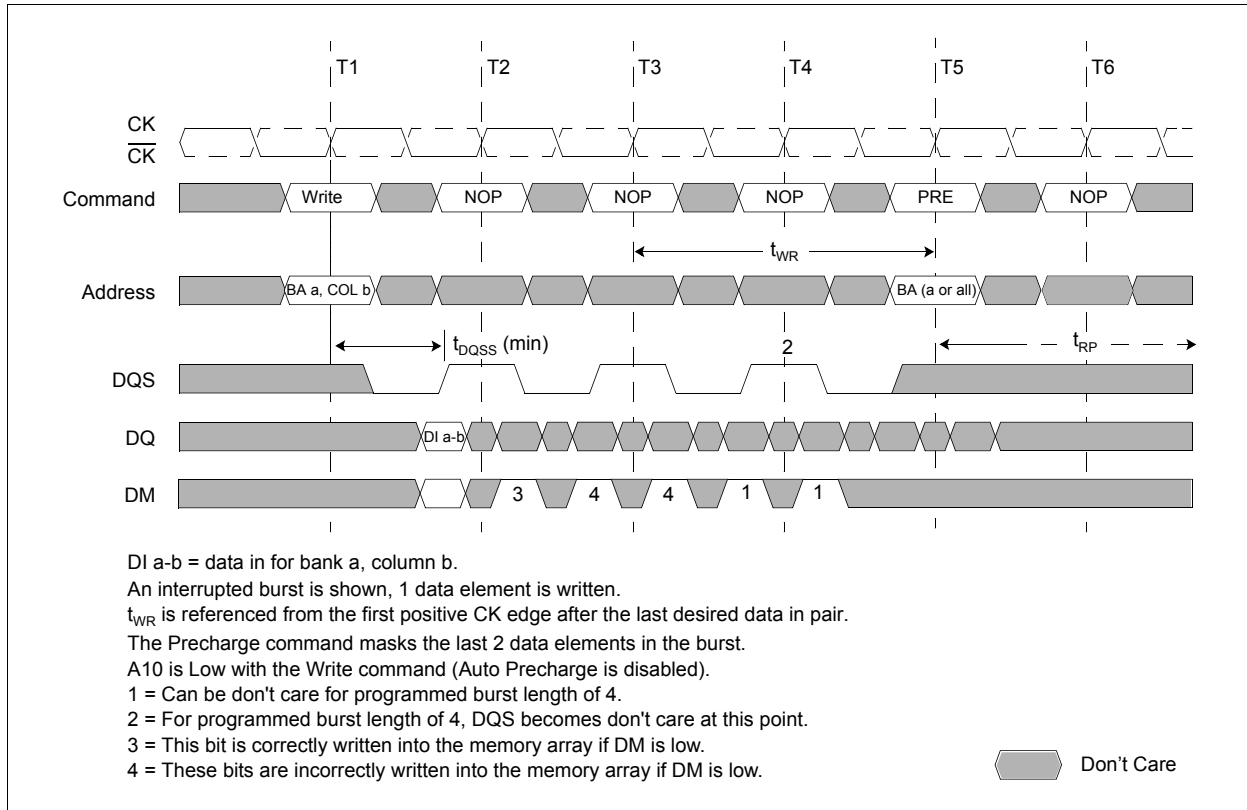 T1 T2 T3 T4 T5 T6
CK
CK
Command Write NOP NOP NOP PRE NOP
tWR
Address BA a, COL b BA (a or all)
tDQSS (min) 2 tRP
DQS
DQ DI a-b
DM 3 4 4 1 1
DI a-b = data in for bank a, column b.
An interrupted burst is shown, 1 data element is written.
tWR is referenced from the first positive CK edge after the last desired data in pair.
The Precharge command masks the last 2 data elements in the burst.
A10 is Low with the Write command (Auto Precharge is disabled).
1 = Can be don't care for programmed burst length of 4.
2 = For programmed burst length of 4, DQS becomes don't care at this point.
3 = This bit is correctly written into the memory array if DM is low.
4 = These bits are incorrectly written into the memory array if DM is low.
Don't Care